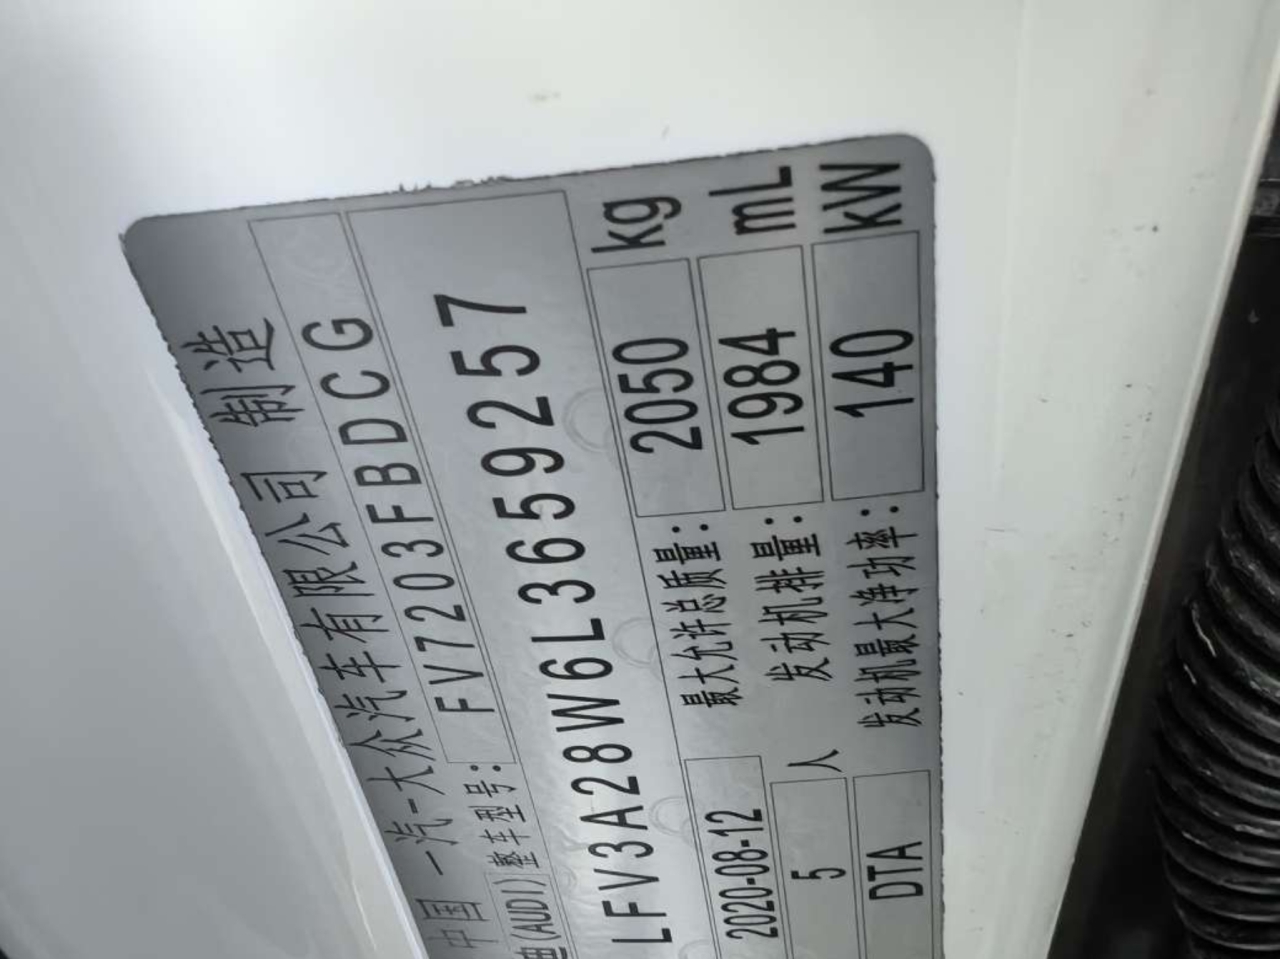 中国 一汽-大众汽车有限公司 制造
迪(AUDI) 整车型号: FV7203FBDCG
LFV3A28W6L3659257
2020-08-12 最大允许总质量: 2050 kg
5 人 发动机排量: 1984 mL
DTA 发动机最大净功率: 140 kW